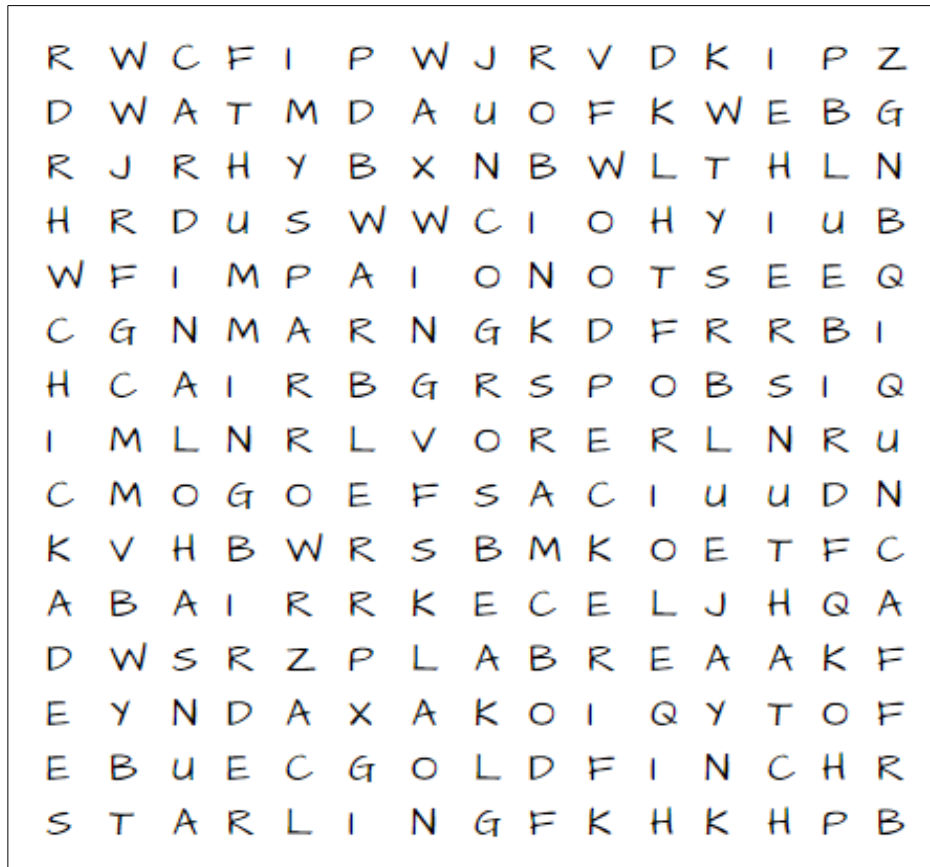 R W C F I P W J R V D K I P Z
D W A T M D A U O F K W E B G
R J R H Y B X N B W L T H L N
H R D U S W W C I O H Y I U B
W F I M P A I O N O T S E E Q
C G N M A R N G K D F R R B I
H C A I R B G R S P O B S I Q
I M L N R L V O R E R L N R U
C M O G O E F S A C I U U D N
K V H B W R S B M K O E T F C
A B A I R R K E C E L J H Q A
D W S R Z P L A B R E A A K F
E Y N D A X A K O I Q Y T O F
E B U E C G O L D F I N C H R
S T A R L I N G F K H K H P B